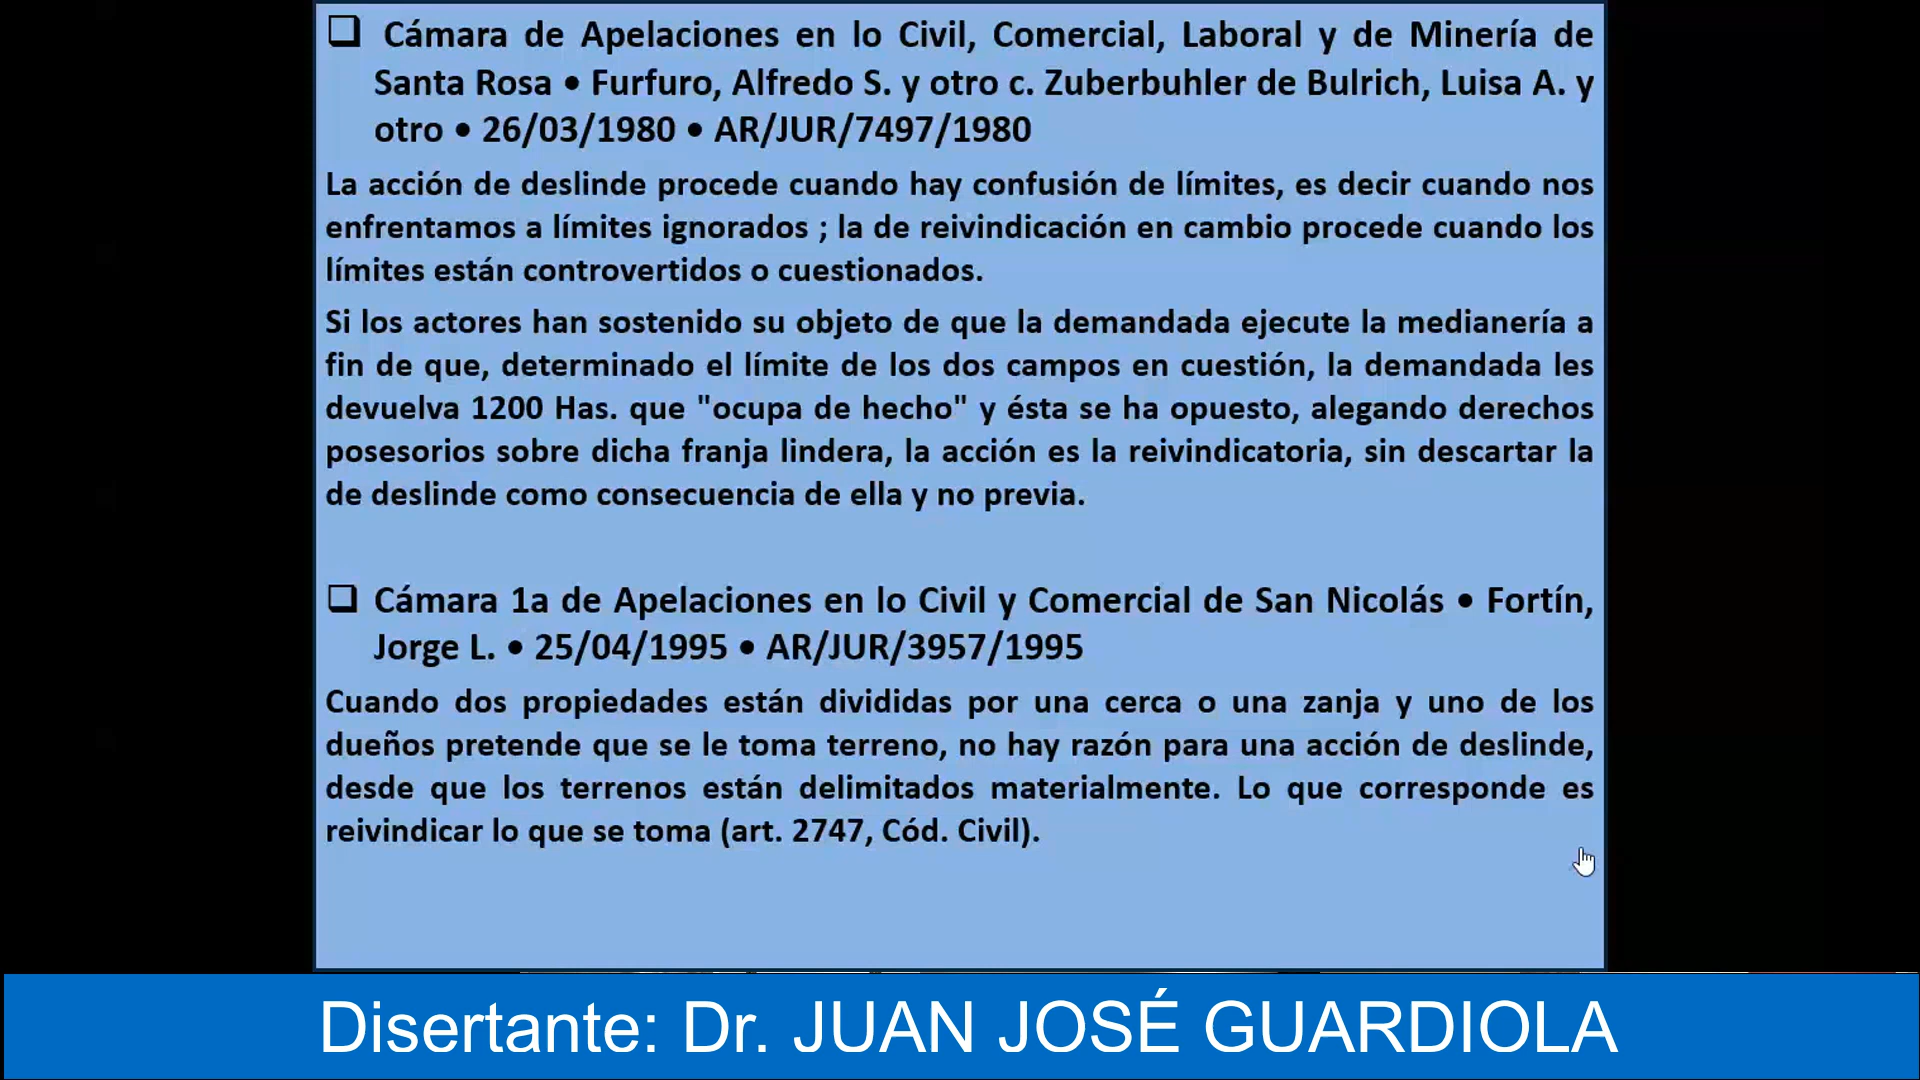 ❑ Cámara de Apelaciones en lo Civil, Comercial, Laboral y de Minería de
Santa Rosa • Furfuro, Alfredo S. y otro c. Zuberbuhler de Bulrich, Luisa A. y
otro • 26/03/1980 • AR/JUR/7497/1980
La acción de deslinde procede cuando hay confusión de límites, es decir cuando nos
enfrentamos a límites ignorados ; la de reivindicación en cambio procede cuando los
límites están controvertidos o cuestionados.
Si los actores han sostenido su objeto de que la demandada ejecute la medianería a
fin de que, determinado el límite de los dos campos en cuestión, la demandada les
devuelva 1200 Has. que "ocupa de hecho" y ésta se ha opuesto, alegando derechos
posesorios sobre dicha franja lindera, la acción es la reivindicatoria, sin descartar la
de deslinde como consecuencia de ella y no previa.
❑ Cámara 1a de Apelaciones en lo Civil y Comercial de San Nicolás • Fortín,
Jorge L. • 25/04/1995 • AR/JUR/3957/1995
Cuando dos propiedades están divididas por una cerca o una zanja y uno de los
dueños pretende que se le toma terreno, no hay razón para una acción de deslinde,
desde que los terrenos están delimitados materialmente. Lo que corresponde es
reivindicar lo que se toma (art. 2747, Cód. Civil).
Disertante: Dr. JUAN JOSÉ GUARDIOLA